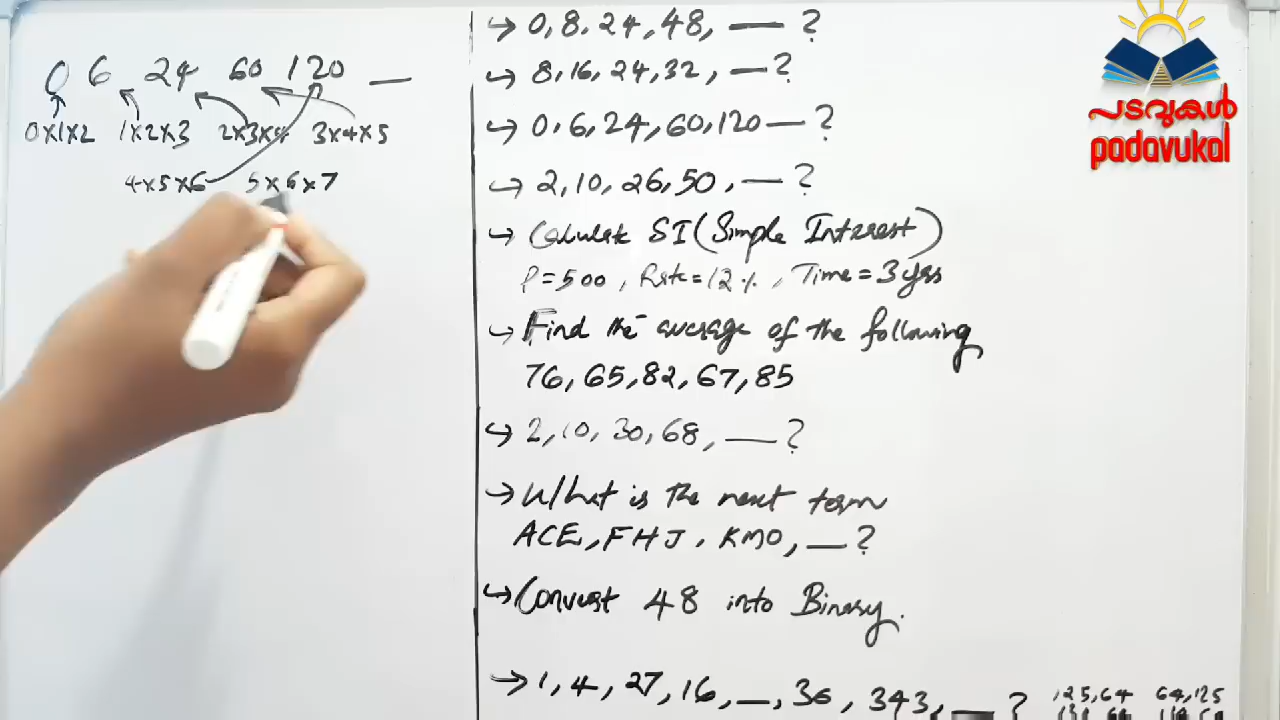 0 6 24 60 120 __
0x1x2 1x2x3 2x3x4 3x4x5
4x5x6 5x6x7
→ 0, 8, 24, 48, — ?
→ 8, 16, 24, 32, — ?
→ 0, 6, 24, 60, 120 — ?
→ 2, 10, 26, 50, — ?
→ Calculate SI (Simple Interest)
P = 500, Rate = 12 %, Time = 3 yrs
→ Find the average of the following
76, 65, 82, 67, 85
→ 2, 10, 30, 68, — ?
→ What is the next term
ACE, FHJ, KMO, — ?
→ Convert 48 into Binary.
→ 1, 4, 27, 16, —, 36, 343, — ?
125, 64 64, 125
പടവുകൾ
padavukal